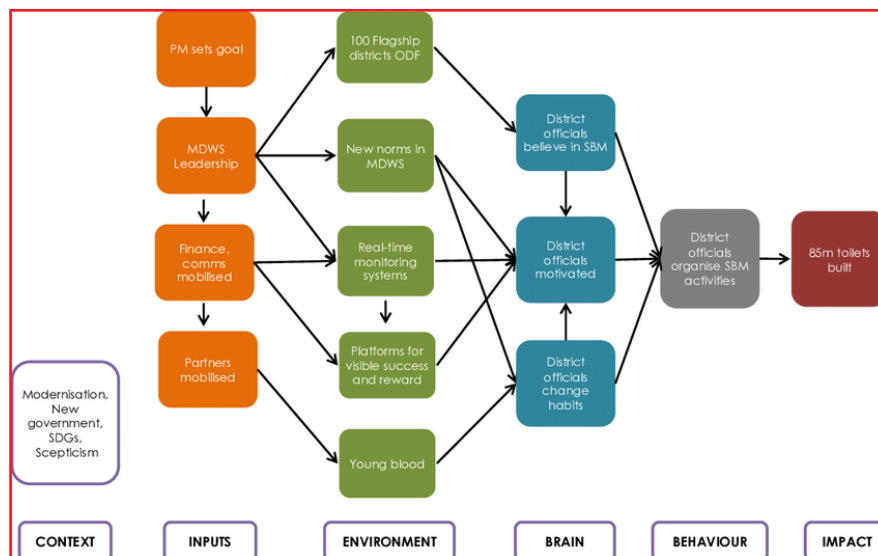 PM sets goal
100 Flagship
districts ODF
MDWS
Leadership
New norms in
MDWS
District
officials
believe in SBM
Finance,
comms
mobilised
Real-time
monitoring
systems
District
officials
motivated
District
officials
organise SBM
activities
85m toilets
built
Partners
mobilised
Platforms for
visible success
and reward
District
officials
change
habits
Modernisation,
New
government,
SDGs,
Scepticism
Young blood
CONTEXT
INPUTS
ENVIRONMENT
BRAIN
BEHAVIOUR
IMPACT